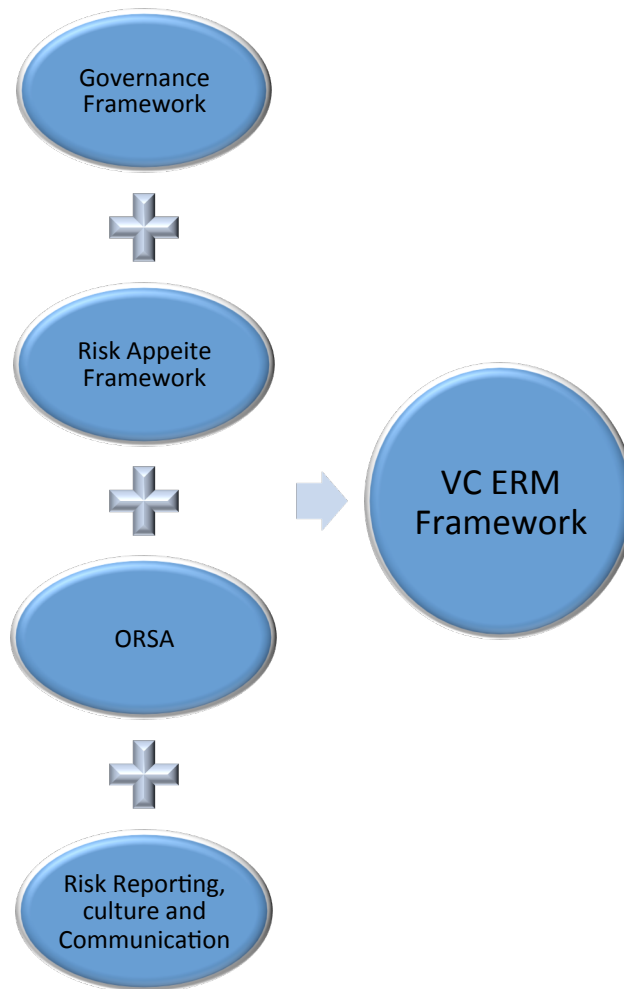 Governance
Framework
Risk Appeite
Framework
VC ERM
Framework
ORSA
Risk Reporting,
culture and
Communication